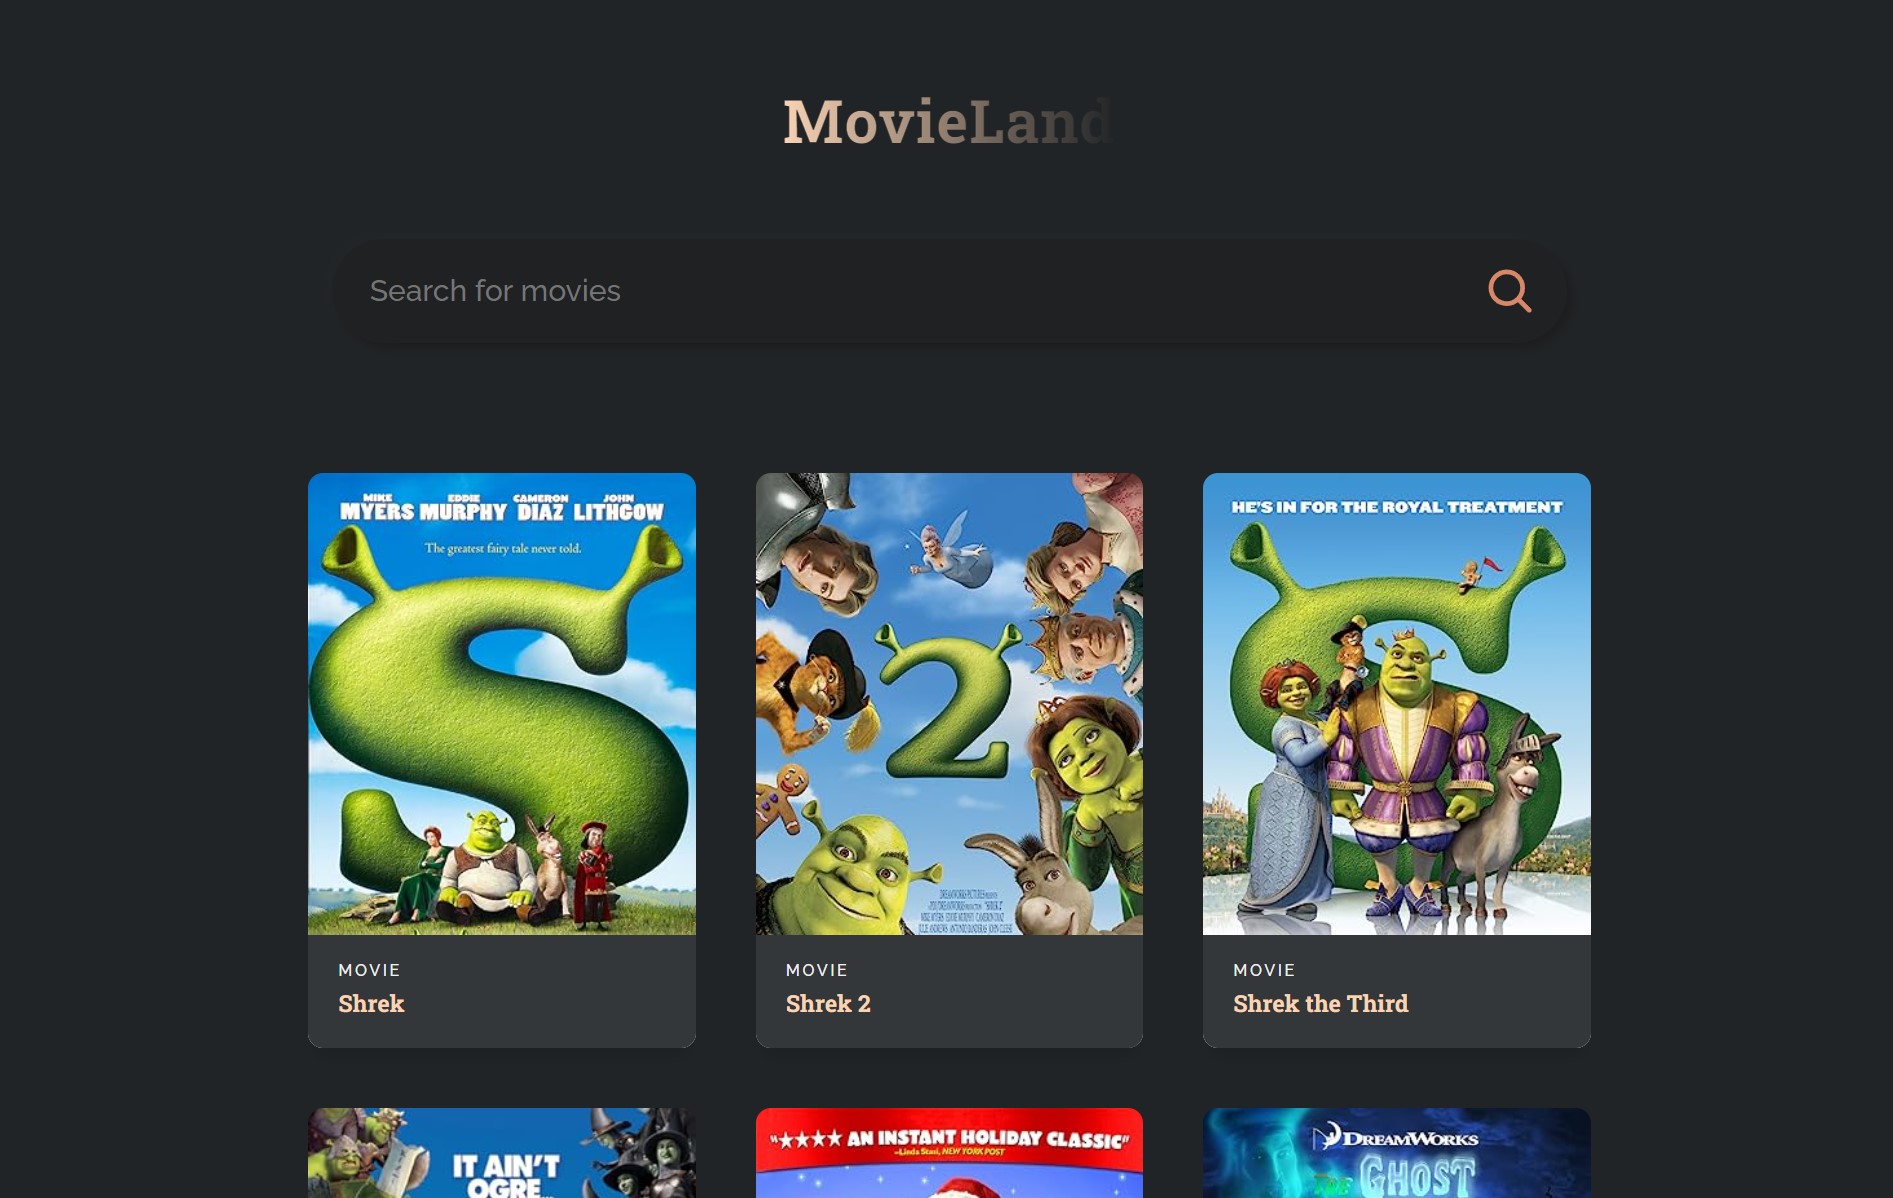 MovieLand
Search for movies
MIKE MYERS EDDIE MURPHY CAMERON DIAZ JOHN LITHGOW
The greatest fairy tale never told.
2
HE'S IN FOR THE ROYAL TREATMENT
MOVIE
Shrek
MOVIE
Shrek 2
MOVIE
Shrek the Third
IT AIN'T
OGRE...
"★★★★ AN INSTANT HOLIDAY CLASSIC"
–Linda Stasi, NEW YORK POST
DREAMWORKS
THE GHOST